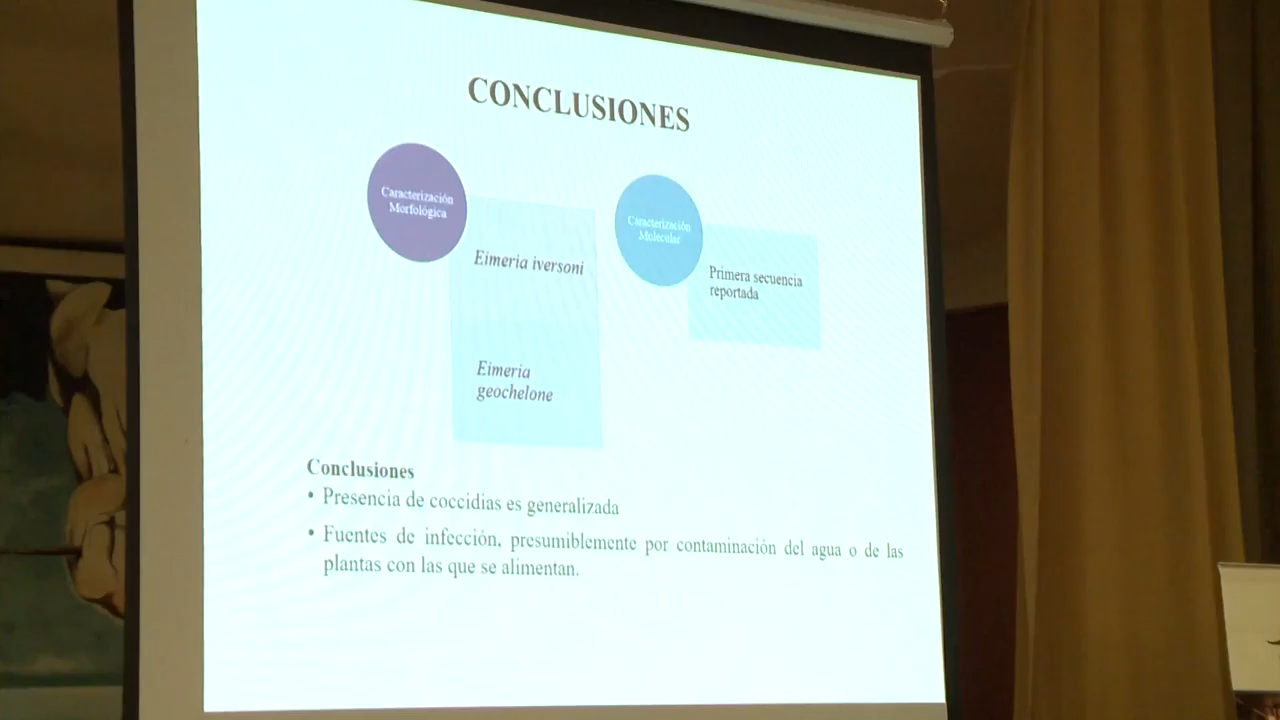 CONCLUSIONES
Caracterización
Morfológica
Eimeria iversoni
Eimeria
geochelone
Caracterización
Molecular
Primera secuencia
reportada
Conclusiones
• Presencia de coccidias es generalizada
• Fuentes de infección, presumiblemente por contaminación del agua o de las
plantas con las que se alimentan.